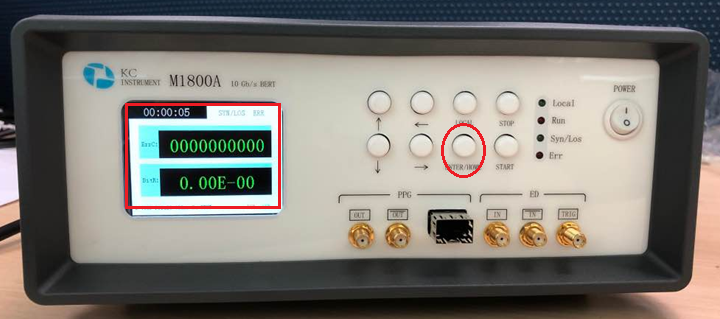 KC
INSTRUMENT M1800A 10 Gb/s BERT
POWER
00:00:05 SYN/LOS ERR
ErrC: 0000000000
BitR: 0.00E-00
↑ ← LOCAL STOP
↓ → ENTER/HOME START
Local
Run
Syn/Los
Err
PPG ED
OUT OUT IN IN TRIG